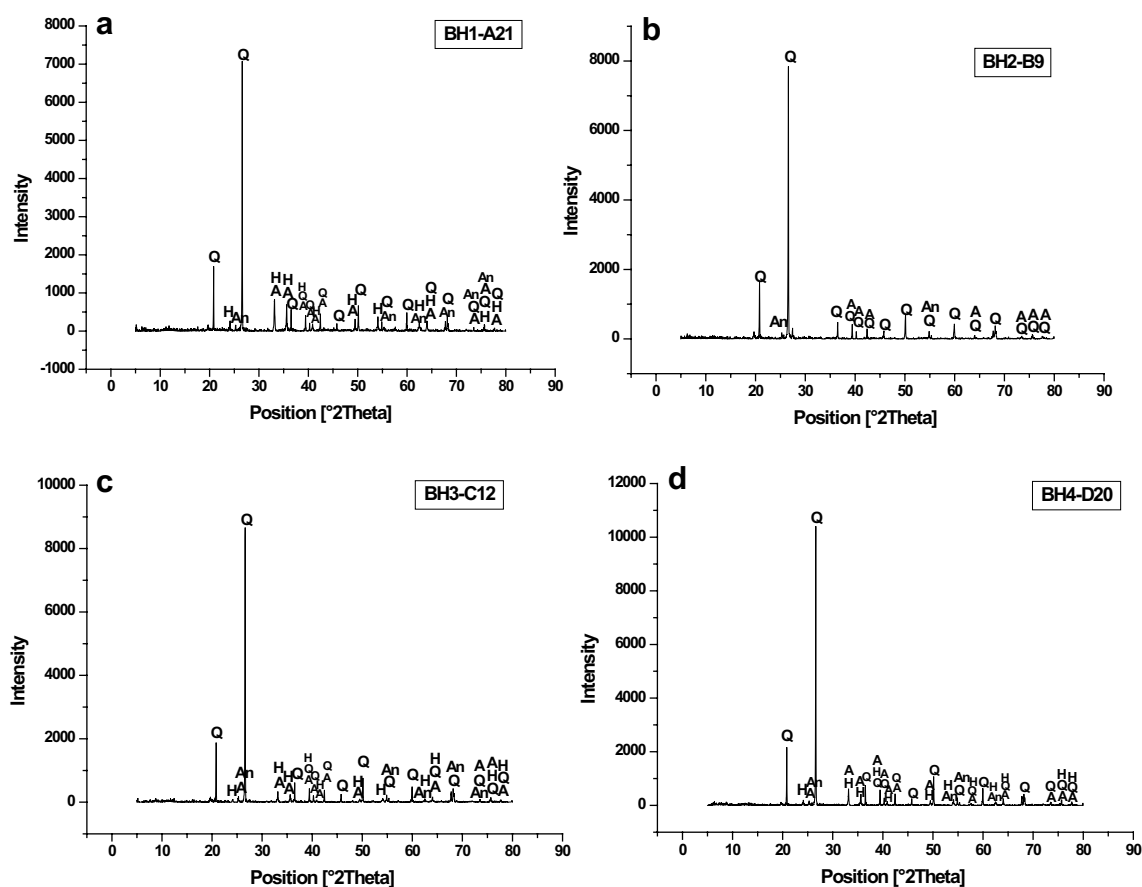 a
BH1-A21
8000
7000
6000
5000
4000
3000
2000
1000
0
-1000
Intensity
Q
Q
H
An
H
A
H
A
Q
H
Q
A
Q
A
Q
Q
H
A
Q
H
Q
An
Q
H
An
Q
H
A
Q
An
Q
A
An
A
Q
H
Q
H
A
0 10 20 30 40 50 60 70 80 90
Position [°2Theta]
b
BH2-B9
8000
6000
4000
2000
0
Intensity
Q
Q
An
Q
A
Q
A
Q
A
Q
Q
Q
An
Q
Q
A
Q
Q
A
Q
A
Q
A
Q
0 10 20 30 40 50 60 70 80 90
Position [°2Theta]
c
BH3-C12
10000
8000
6000
4000
2000
0
Intensity
Q
Q
H
An
A
H
A
H
A
Q
H
Q
A
Q
A
Q
Q
H
A
Q
H
An
Q
Q
An
H
Q
A
An
Q
A
Q
An
A
H
Q
A
H
Q
A
0 10 20 30 40 50 60 70 80 90
Position [°2Theta]
d
BH4-D20
12000
10000
8000
6000
4000
2000
0
Intensity
Q
Q
H
An
A
H
A
H
Q
A
H
Q
A
Q
Q
A
Q
A
H
Q
A
H
An
Q
H
Q
A
Q
H
An
H
Q
A
Q
Q
A
H
Q
A
H
Q
A
0 10 20 30 40 50 60 70 80 90
Position [°2Theta]